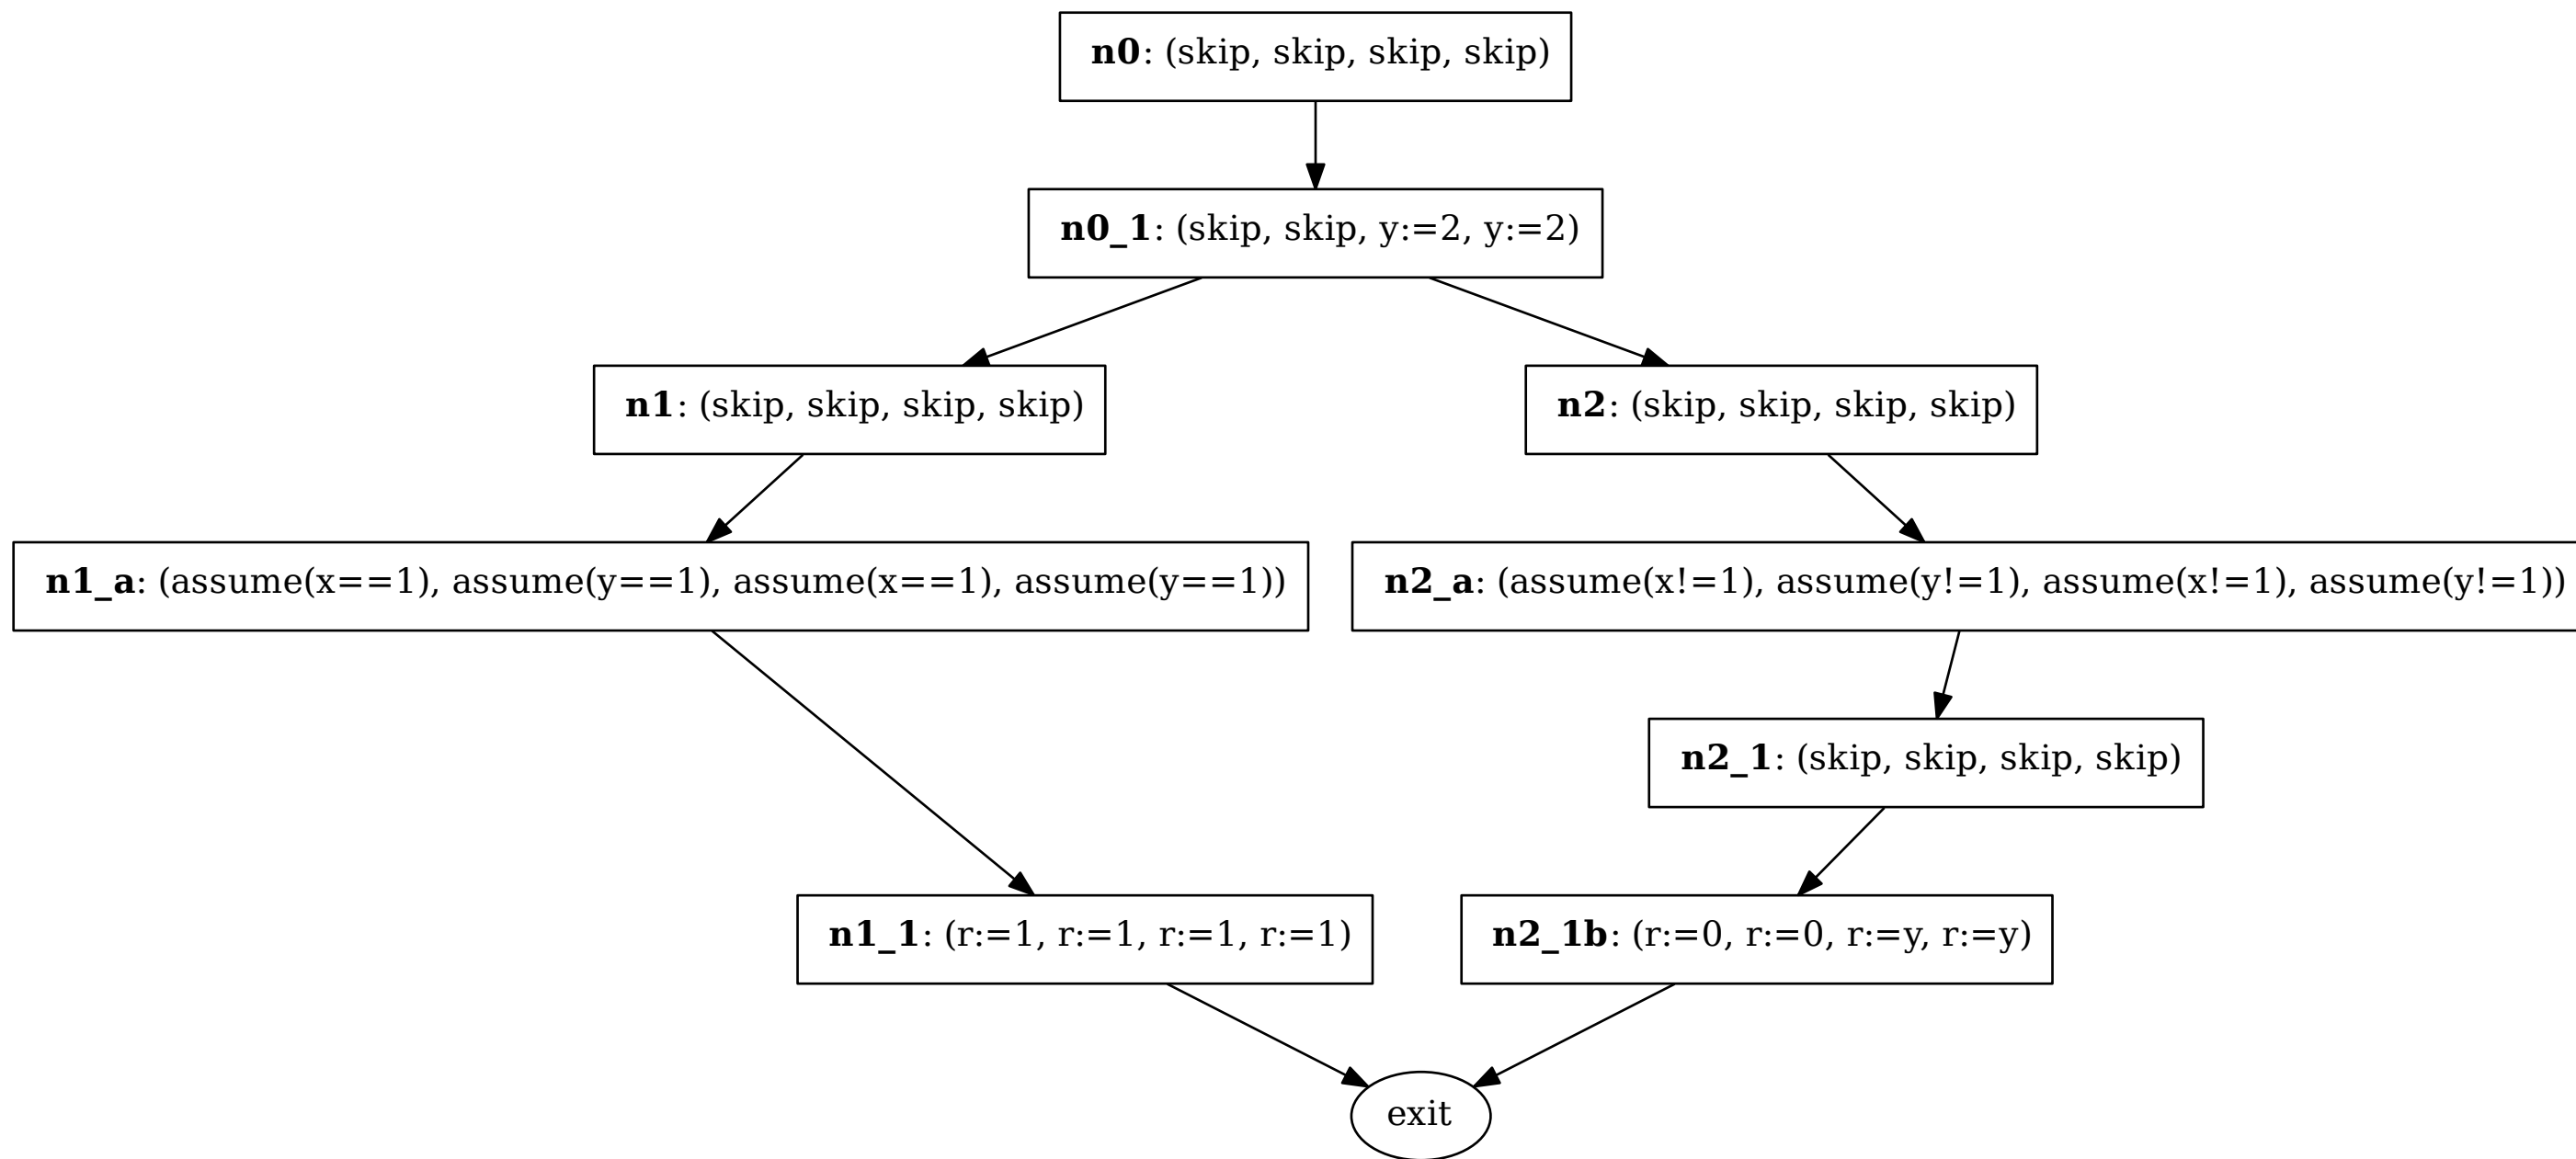 n0: (skip, skip, skip, skip)
n0_1: (skip, skip, y:=2, y:=2)
n1: (skip, skip, skip, skip)
n2: (skip, skip, skip, skip)
n1_a: (assume(x==1), assume(y==1), assume(x==1), assume(y==1))
n2_a: (assume(x!=1), assume(y!=1), assume(x!=1), assume(y!=1))
n2_1: (skip, skip, skip, skip)
n1_1: (r:=1, r:=1, r:=1, r:=1)
n2_1b: (r:=0, r:=0, r:=y, r:=y)
exit